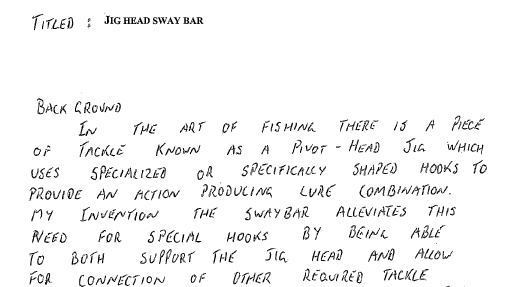 TITLED : JIG HEAD SWAY BAR
BACK GROUND
IN THE ART OF FISHING THERE IS A PIECE
OF TACKLE KNOWN AS A PIVOT-HEAD JIG WHICH
USES SPECIALIZED OR SPECIFICALLY SHAPED HOOKS TO
PROVIDE AN ACTION PRODUCING LURE COMBINATION.
MY INVENTION THE SWAYBAR ALLEVIATES THIS
NEED FOR SPECIAL HOOKS BY BEING ABLE
TO BOTH SUPPORT THE JIG HEAD AND ALLOW
FOR CONNECTION OF OTHER REQUIRED TACKLE